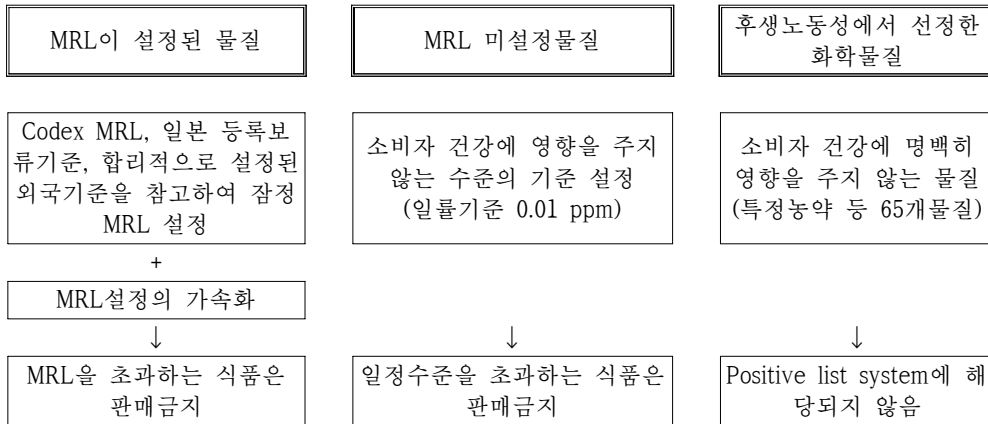 MRL이 설정된 물질
MRL 미설정물질
후생노동성에서 선정한
화학물질
Codex MRL, 일본 등록보
류기준, 합리적으로 설정된
외국기준을 참고하여 잠정
MRL 설정
소비자 건강에 영향을 주지
않는 수준의 기준 설정
(일률기준 0.01 ppm)
소비자 건강에 명백히
영향을 주지 않는 물질
(특정농약 등 65개물질)
+
MRL설정의 가속화
↓
↓
↓
MRL을 초과하는 식품은
판매금지
일정수준을 초과하는 식품은
판매금지
Positive list system에 해
당되지 않음